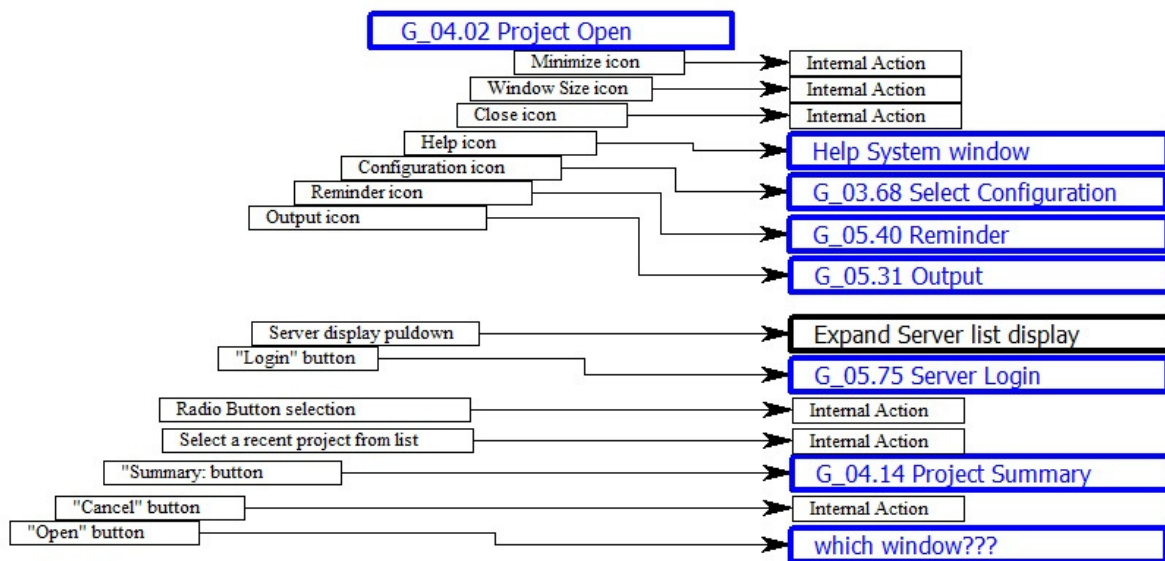 G_04.02 Project Open
Minimize icon Internal Action
Window Size icon Internal Action
Close icon Internal Action
Help icon Help System window
Configuration icon G_03.68 Select Configuration
Reminder icon G_05.40 Reminder
Output icon G_05.31 Output
Server display puldown Expand Server list display
"Login" button G_05.75 Server Login
Radio Button selection Internal Action
Select a recent project from list Internal Action
"Summary: button G_04.14 Project Summary
"Cancel" button Internal Action
"Open" button which window???